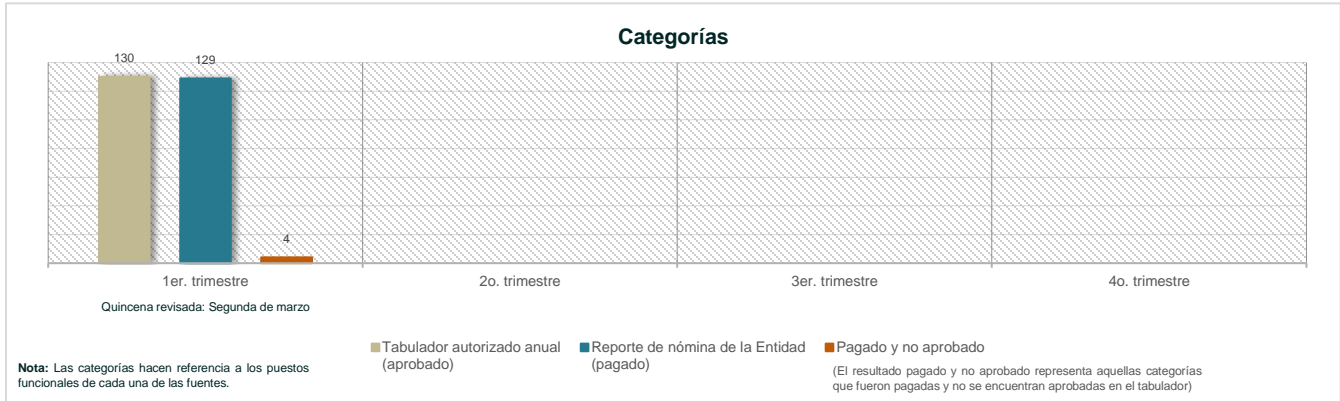 Categorías
130
129
4
1er. trimestre
2o. trimestre
3er. trimestre
4o. trimestre
Quincena revisada: Segunda de marzo
Tabulador autorizado anual
(aprobado)
Reporte de nómina de la Entidad
(pagado)
Pagado y no aprobado
(El resultado pagado y no aprobado representa aquellas categorías
que fueron pagadas y no se encuentran aprobadas en el tabulador)
Nota: Las categorías hacen referencia a los puestos
funcionales de cada una de las fuentes.